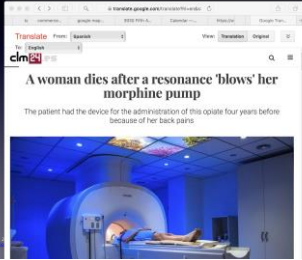 translate.google.com/translate?hl=en&sl
Translate From: Spanish View: Translation Original
To: English
clm24
A woman dies after a resonance 'blows' her
morphine pump
The patient had the device for the administration of this opiate four years before
because of her back pains